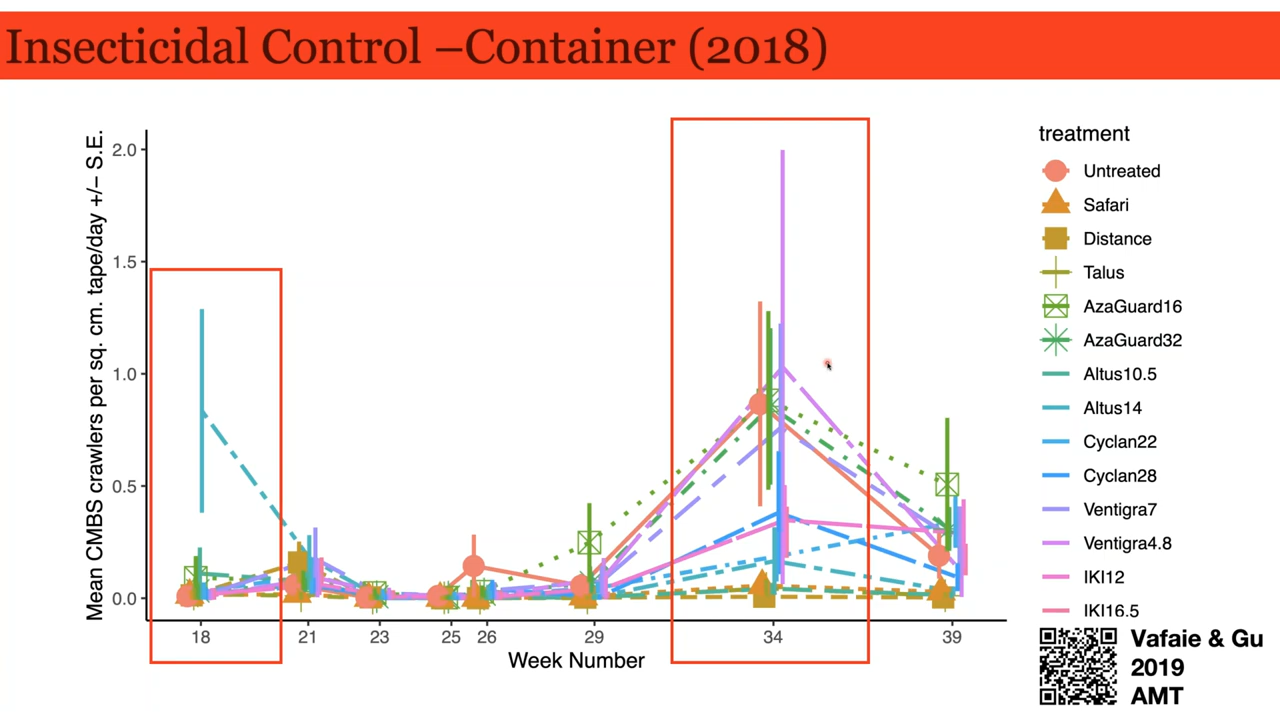 Insecticidal Control –Container (2018)
Mean CMBS crawlers per sq. cm. tape/day +/− S.E.
2.0
1.5
1.0
0.5
0.0
18 21 23 25 26 29 34 39
Week Number
treatment
Untreated
Safari
Distance
Talus
AzaGuard16
AzaGuard32
Altus10.5
Altus14
Cyclan22
Cyclan28
Ventigra7
Ventigra4.8
IKI12
IKI16.5
Vafaie & Gu
2019
AMT